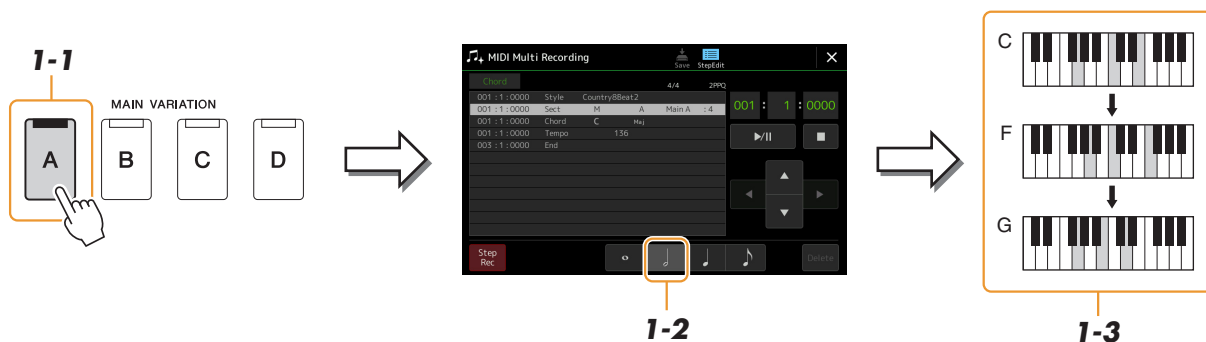 1-1
MAIN VARIATION
A
B
C
D
MIDI Multi Recording
Save
StepEdit
Chord
4/4
2PPQ
001 : 1 : 0000 Style Country8Beat2
001 : 1 : 0000 Sect M A Main A : 4
001 : 1 : 0000 Chord C Maj
001 : 1 : 0000 Tempo 136
003 : 1 : 0000 End
001 : 1 : 0000
Step
Rec
Delete
1-2
C
F
G
1-3